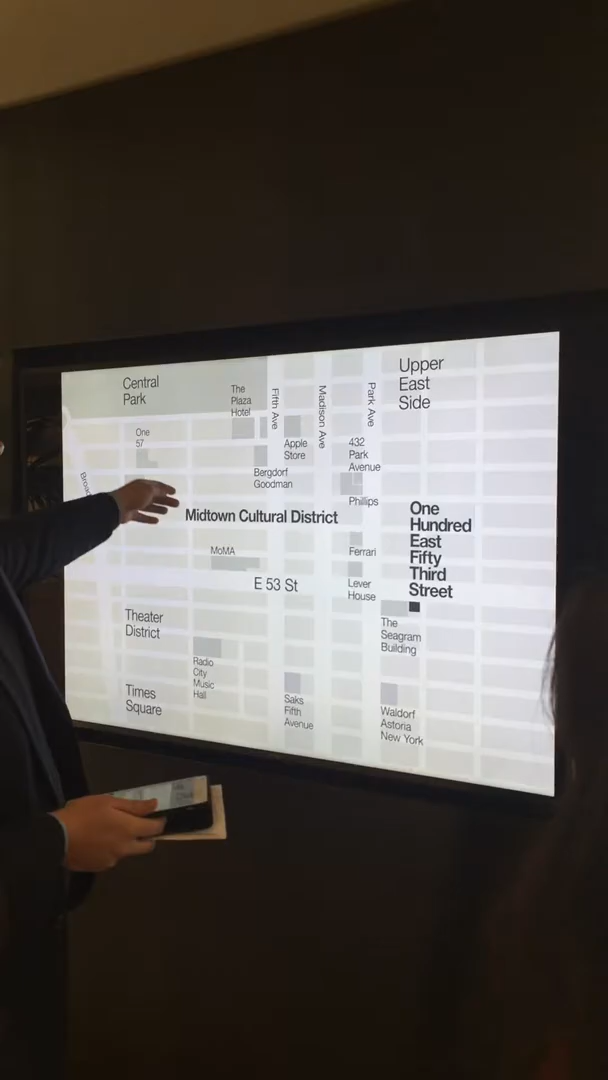 Central
Park
The
Plaza
Hotel
Fifth Ave
Madison Ave
Park Ave
Upper
East
Side
One
57
Apple
Store
432
Park
Avenue
Bergdorf
Goodman
Phillips
Midtown Cultural District
One
Hundred
East
Fifty
Third
Street
MoMA
Ferrari
E 53 St
Lever
House
Theater
District
The
Seagram
Building
Radio
City
Music
Hall
Times
Square
Saks
Fifth
Avenue
Waldorf
Astoria
New York